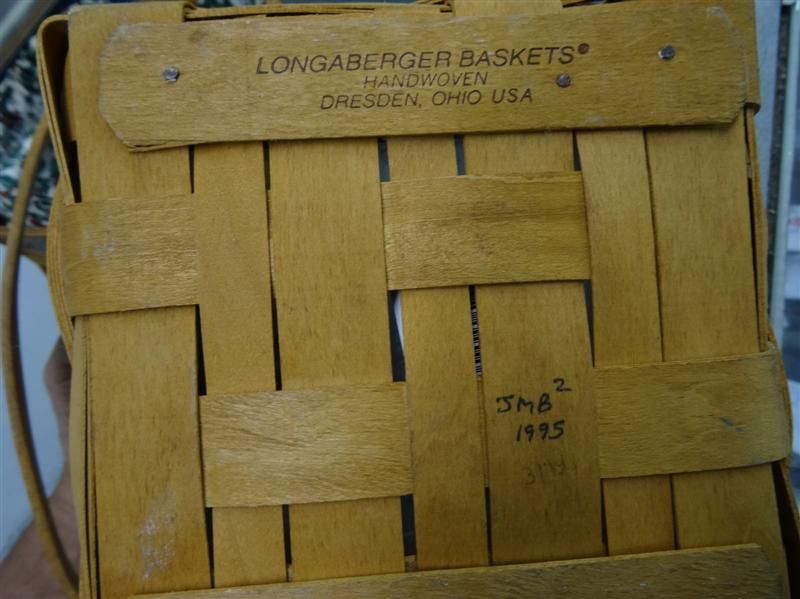 LONGABERGER BASKETS®
HANDWOVEN
DRESDEN, OHIO USA
JMB²
1995